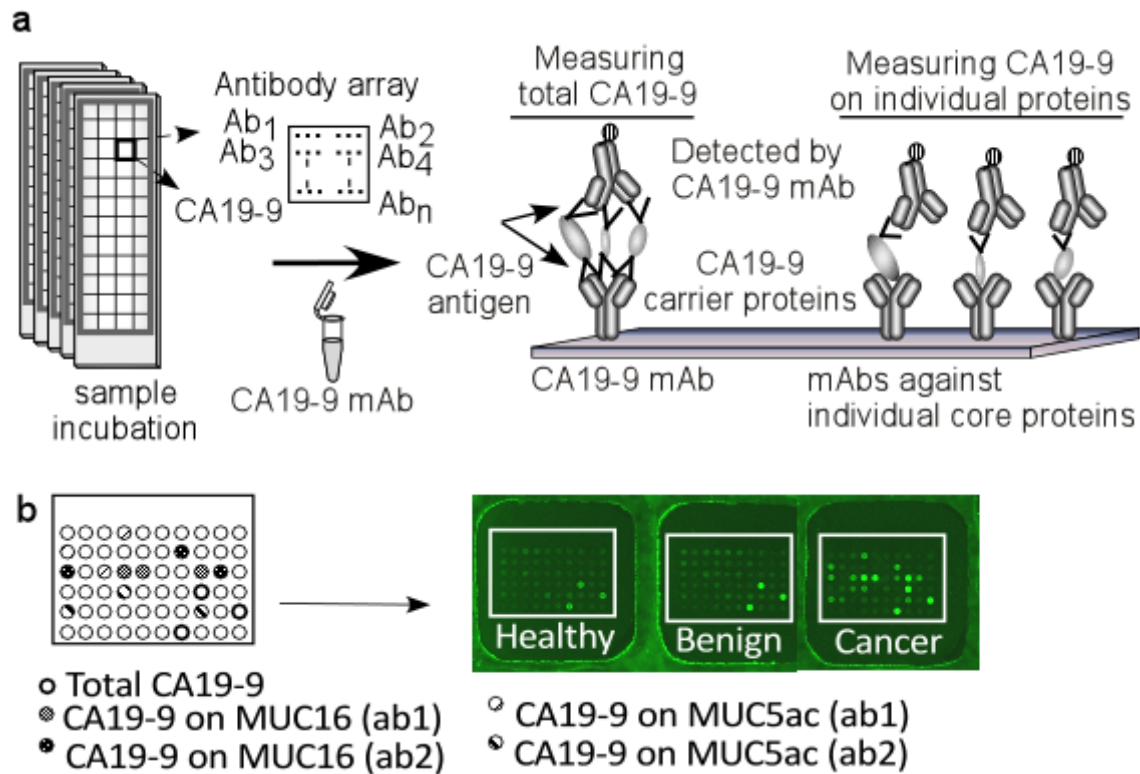 a
Antibody array
Ab1
Ab2
Ab3
Ab4
Abn
CA19-9
sample
incubation
CA19-9 mAb
Measuring
total CA19-9
CA19-9
antigen
CA19-9 mAb
Detected by
CA19-9 mAb
CA19-9
carrier proteins
Measuring CA19-9
on individual proteins
mAbs against
individual core proteins
b
Healthy
Benign
Cancer
Total CA19-9
CA19-9 on MUC16 (ab1)
CA19-9 on MUC16 (ab2)
CA19-9 on MUC5ac (ab1)
CA19-9 on MUC5ac (ab2)